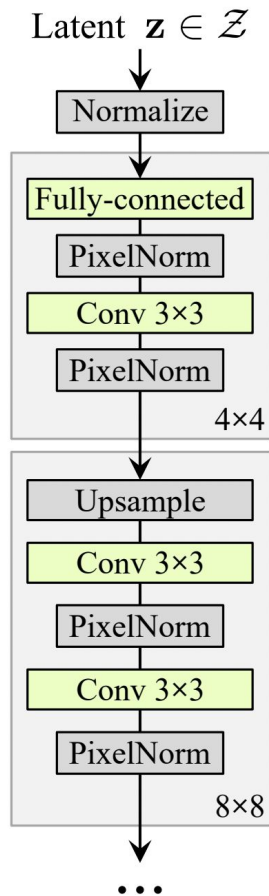 Latent z ∈ 𝒵
Normalize
Fully-connected
PixelNorm
Conv 3×3
PixelNorm
4×4
Upsample
Conv 3×3
PixelNorm
Conv 3×3
PixelNorm
8×8
...